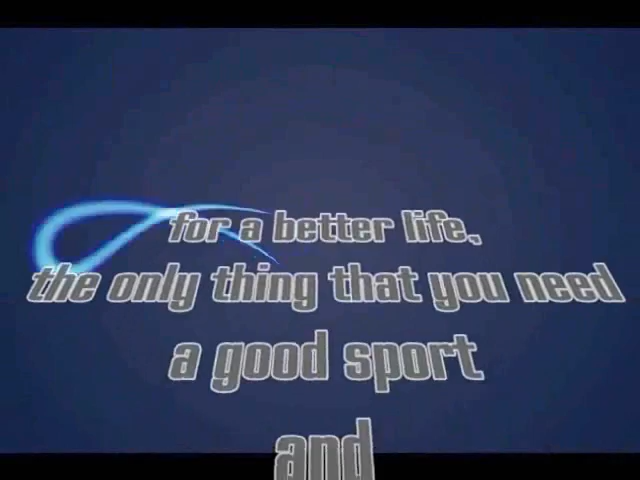 for a better life,
the only thing that you need
a good sport
and